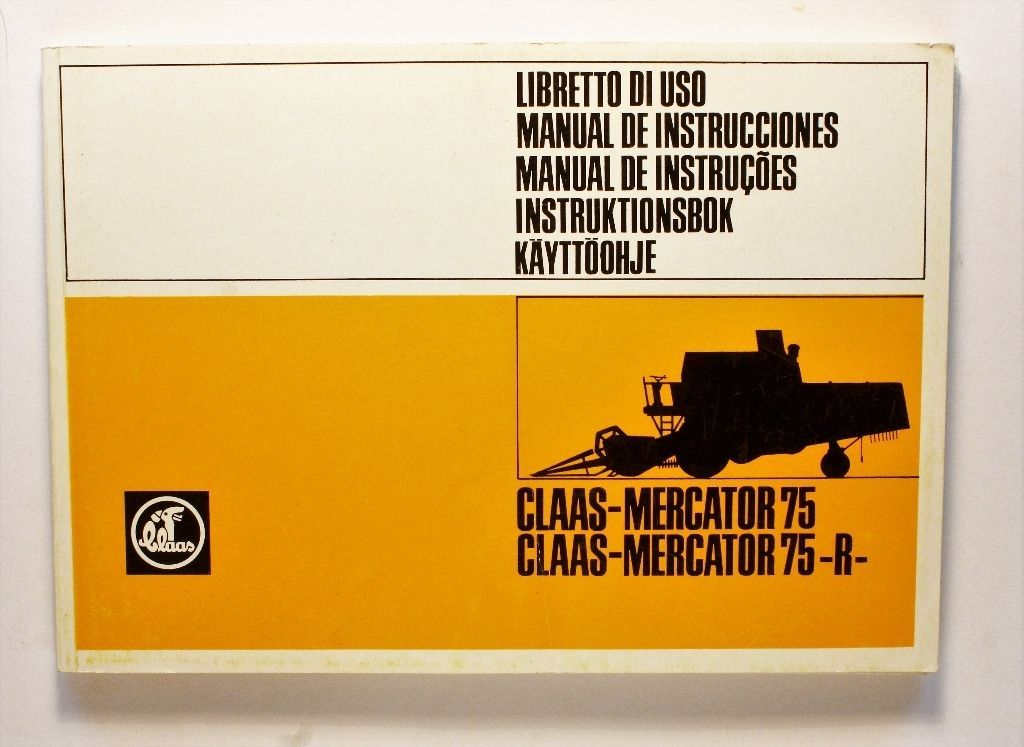 LIBRETTO DI USO
MANUAL DE INSTRUCCIONES
MANUAL DE INSTRUÇÕES
INSTRUKTIONSBOK
KÄYTTÖOHJE
Claas
CLAAS-MERCATOR 75
CLAAS-MERCATOR 75 -R-